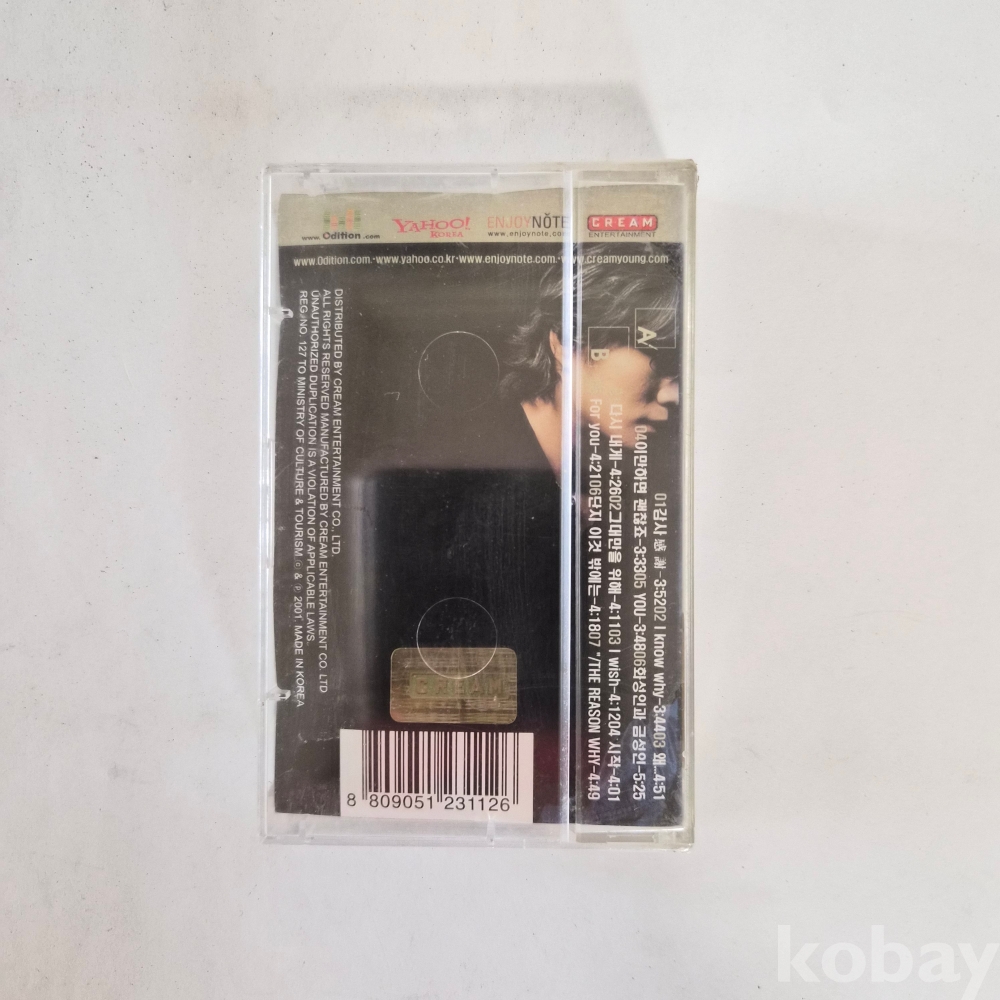 www.0dition.com
YAHOO!
KOREA
ENJOYNŎTE
www.enjoynote.com
CREAM
ENTERTAINMENT
www.0dition.com·www.yahoo.co.kr·www.enjoynote.com·www.creamyoung.com
A/
01감사 感 謝 -3:5202 I know why-3:4403 왜...4:51
04이만하면 괜찮죠-3:3305 YOU-3:4806화성인과 금성인-5:25
B
다시 내게-4:2602그대만을 위해-4:1103 I wish-4:1204 시작-4:01
For you-4:2106단지 이것 밖에는-4:1807 "/THE REASON WHY-4:49
DISTRIBUTED BY CREAM ENTERTAINMENT CO., LTD.
ALL RIGHTS RESERVED MANUFACTURED BY CREAM ENTERTAINMENT CO. LTD
UNAUTHORIZED DUPLICATION IS A VIOLATION OF APPLICABLE LAWS
REG. NO. 127 TO MINISTRY OF CULTURE & TOURISM ⓒ & ⓟ 2001. MADE IN KOREA
CREAM
8 809051 231126
kobay